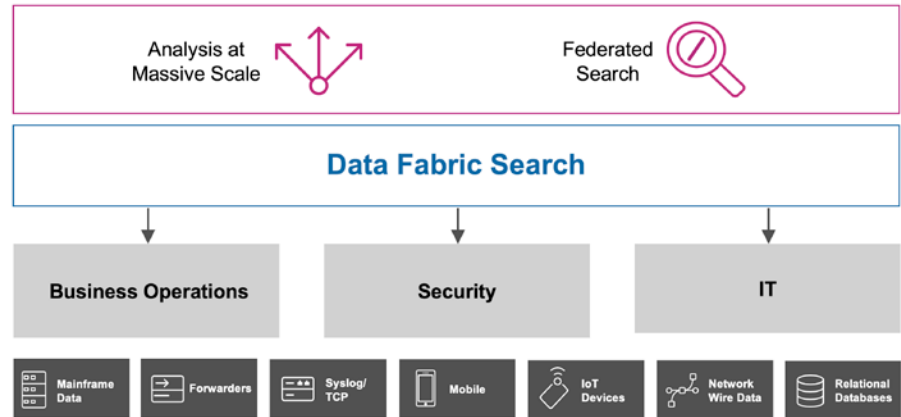 Analysis at
Massive Scale
Federated
Search
Data Fabric Search
Business Operations
Security
IT
Mainframe
Data
Forwarders
Syslog/
TCP
Mobile
IoT
Devices
Network
Wire Data
Relational
Databases